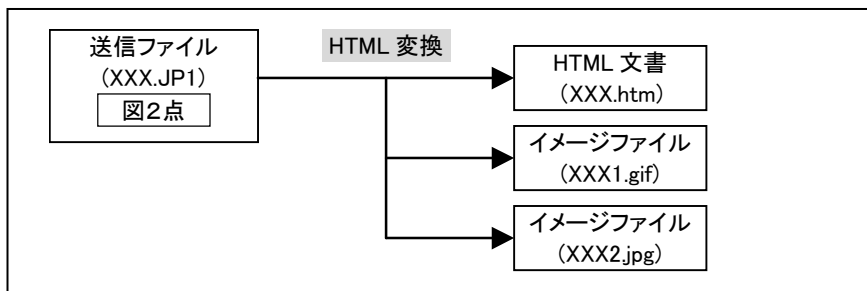 送信ファイル
(XXX.JP1)
図2点
HTML 変換
HTML 文書
(XXX.htm)
イメージファイル
(XXX1.gif)
イメージファイル
(XXX2.jpg)